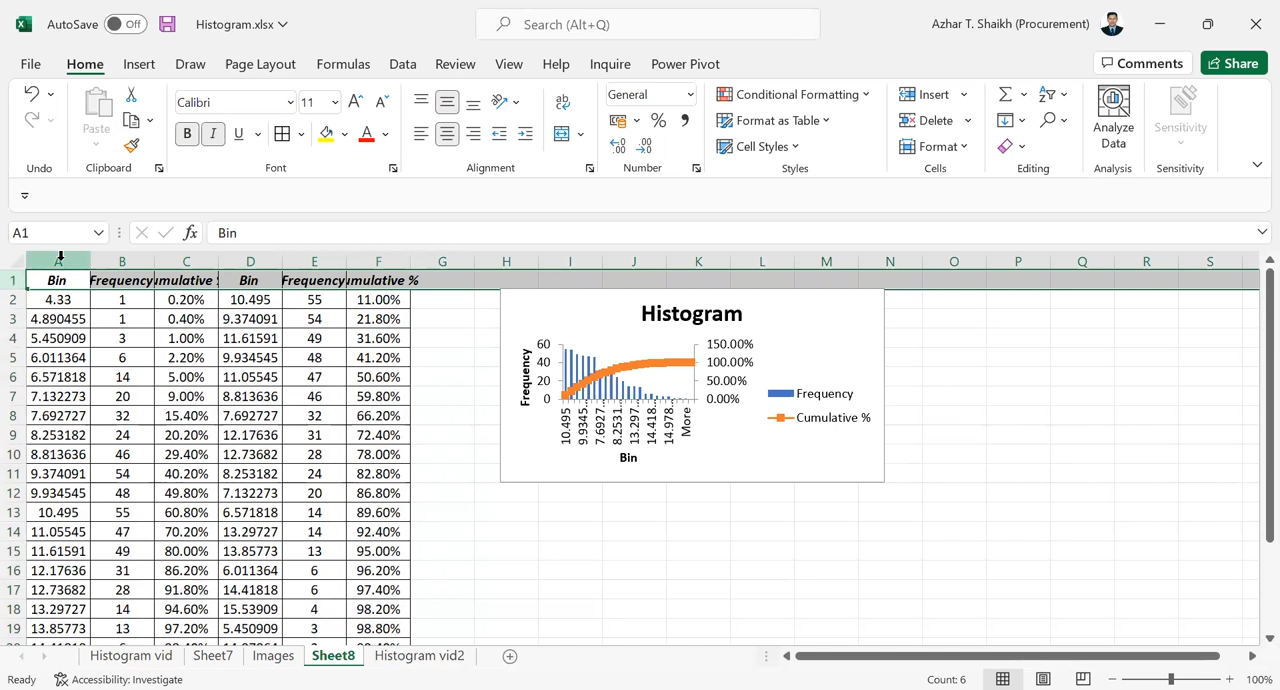 AutoSave Off Histogram.xlsx Search (Alt+Q) Azhar T. Shaikh (Procurement)
File Home Insert Draw Page Layout Formulas Data Review View Help Inquire Power Pivot Comments Share
Paste Calibri 11 General Conditional Formatting Insert Analyze Data Sensitivity
B I U A ab % Format as Table Delete
Cell Styles Format
Undo Clipboard Font Alignment Number Styles Cells Editing Analysis Sensitivity
A1 fx Bin
A B C D E F G H I J K L M N O P Q R S
1 Bin Frequency umulative % Bin Frequency umulative %
2 4.33 1 0.20% 10.495 55 11.00%
3 4.890455 1 0.40% 9.374091 54 21.80%
4 5.450909 3 1.00% 11.61591 49 31.60%
5 6.011364 6 2.20% 9.934545 48 41.20%
6 6.571818 14 5.00% 11.05545 47 50.60%
7 7.132273 20 9.00% 8.813636 46 59.80%
8 7.692727 32 15.40% 7.692727 32 66.20%
9 8.253182 24 20.20% 12.17636 31 72.40%
10 8.813636 46 29.40% 12.73682 28 78.00%
11 9.374091 54 40.20% 8.253182 24 82.80%
12 9.934545 48 49.80% 7.132273 20 86.80%
13 10.495 55 60.80% 6.571818 14 89.60%
14 11.05545 47 70.20% 13.29727 14 92.40%
15 11.61591 49 80.00% 13.85773 13 95.00%
16 12.17636 31 86.20% 6.011364 6 96.20%
17 12.73682 28 91.80% 14.41818 6 97.40%
18 13.29727 14 94.60% 15.53909 4 98.20%
19 13.85773 13 97.20% 5.450909 3 98.80%
Histogram
Frequency
60
40
20
0
150.00%
100.00%
50.00%
0.00%
10.495
9.9345...
7.6927...
8.2531...
13.297...
14.418...
14.978...
More
Bin
Frequency
Cumulative %
Histogram vid Sheet7 Images Sheet8 Histogram vid2
Ready Accessibility: Investigate Count: 6 100%